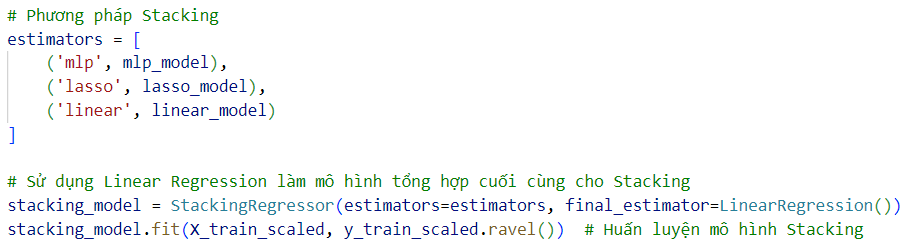 # Phương pháp Stacking
estimators = [
    ('mlp', mlp_model),
    ('lasso', lasso_model),
    ('linear', linear_model)
]

# Sử dụng Linear Regression làm mô hình tổng hợp cuối cùng cho Stacking
stacking_model = StackingRegressor(estimators=estimators, final_estimator=LinearRegression())
stacking_model.fit(X_train_scaled, y_train_scaled.ravel())  # Huấn luyện mô hình Stacking